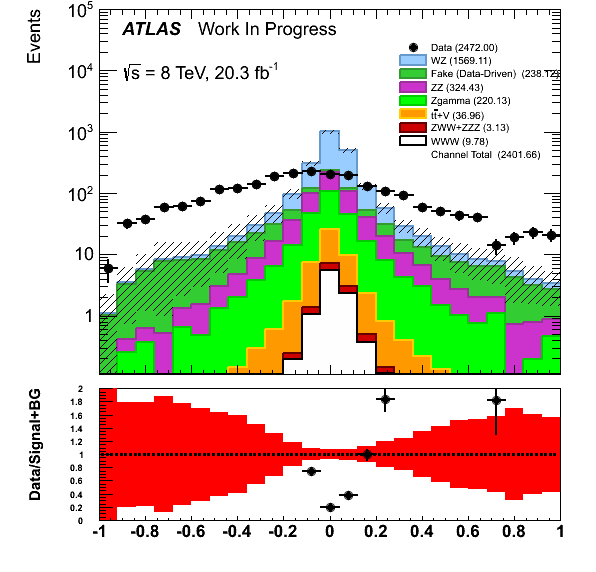 10^5
Events
ATLAS Work In Progress
√s = 8 TeV, 20.3 fb^-1
Data (2472.00)
WZ (1569.11)
Fake (Data-Driven) (238.12)
ZZ (324.43)
Zgamma (220.13)
tt̄+V (36.96)
ZWW+ZZZ (3.13)
WWW (9.78)
Channel Total (2401.66)
10^4
10^3
10^2
10
1
Data/Signal+BG
2
1.8
1.6
1.4
1.2
1
0.8
0.6
0.4
0.2
0
-1 -0.8 -0.6 -0.4 -0.2 0 0.2 0.4 0.6 0.8 1